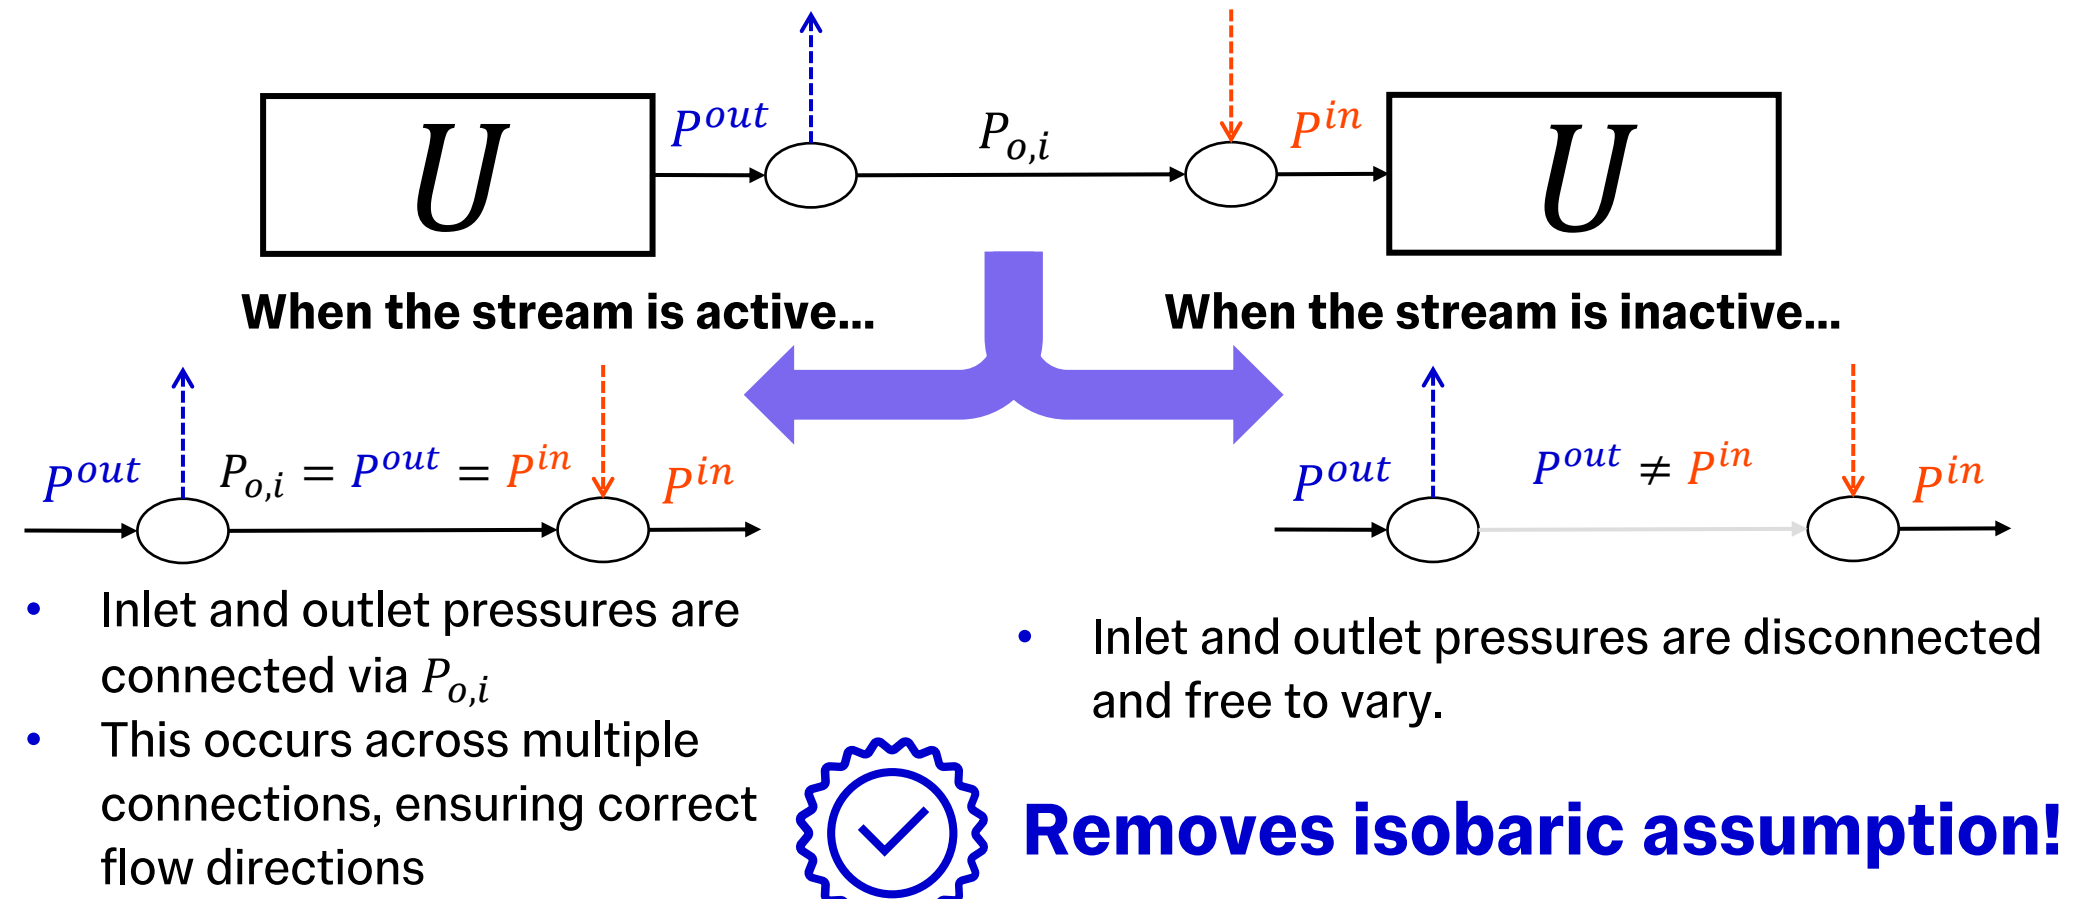 U
P^out
P_o,i
P^in
U
When the stream is active...
When the stream is inactive...
P^out
P_o,i = P^out = P^in
P^in
P^out
P^out ≠ P^in
P^in
• Inlet and outlet pressures are
connected via P_o,i
• This occurs across multiple
connections, ensuring correct
flow directions
• Inlet and outlet pressures are disconnected
and free to vary.
Removes isobaric assumption!